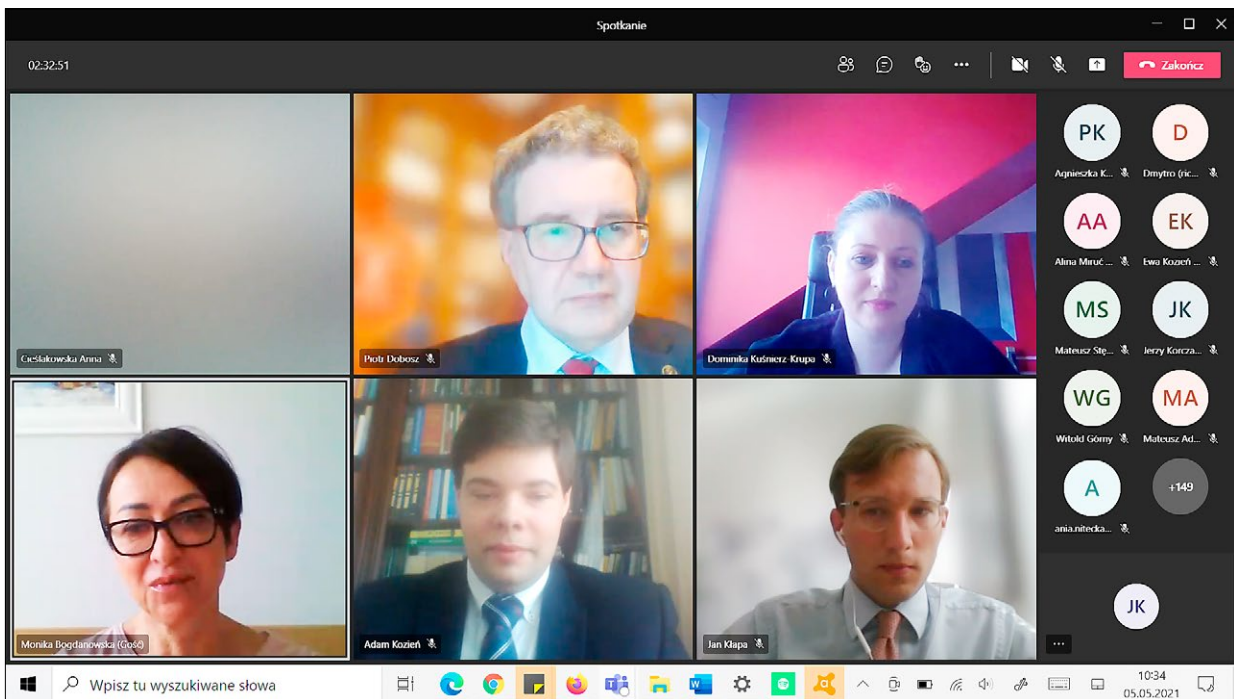 Spotkanie
02:32:51
Zakończ
Cieślakowska Anna
Piotr Dobosz
Dominika Kuśnierz-Krupa
Monika Bogdanowska (Gość)
Adam Kozień
Jan Klapa
PK
D
Agnieszka K...
Dmytro (ric...
AA
EK
Alina Miruć ...
Ewa Kozień ...
MS
JK
Mateusz Stę...
Jerzy Korcza...
WG
MA
Witold Górny
Mateusz Ad...
A
+149
ania.nitecka...
JK
Wpisz tu wyszukiwane słowa
10:34
05.05.2021